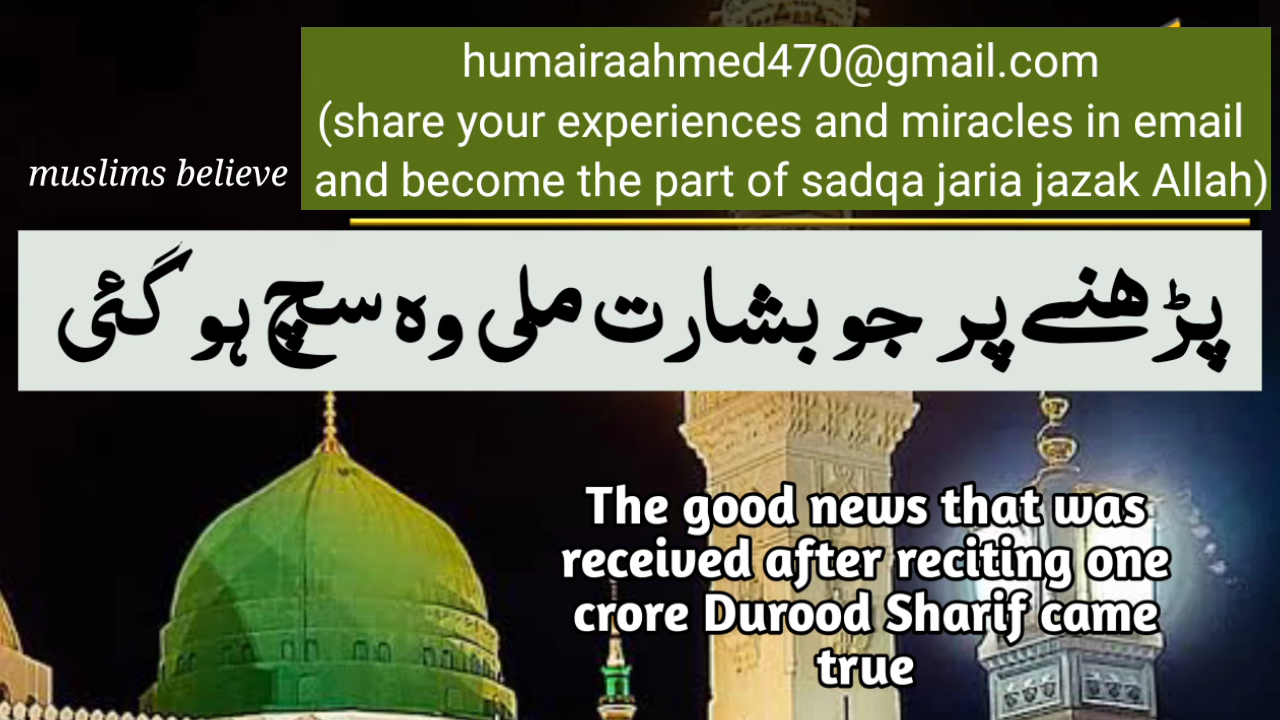 humairaahmed470@gmail.com
(share your experiences and miracles in email
and become the part of sadqa jaria jazak Allah)
muslims believe
پڑھنے پر جو بشارت ملی وہ سچ ہو گئی
The good news that was
received after reciting one
crore Durood Sharif came
true